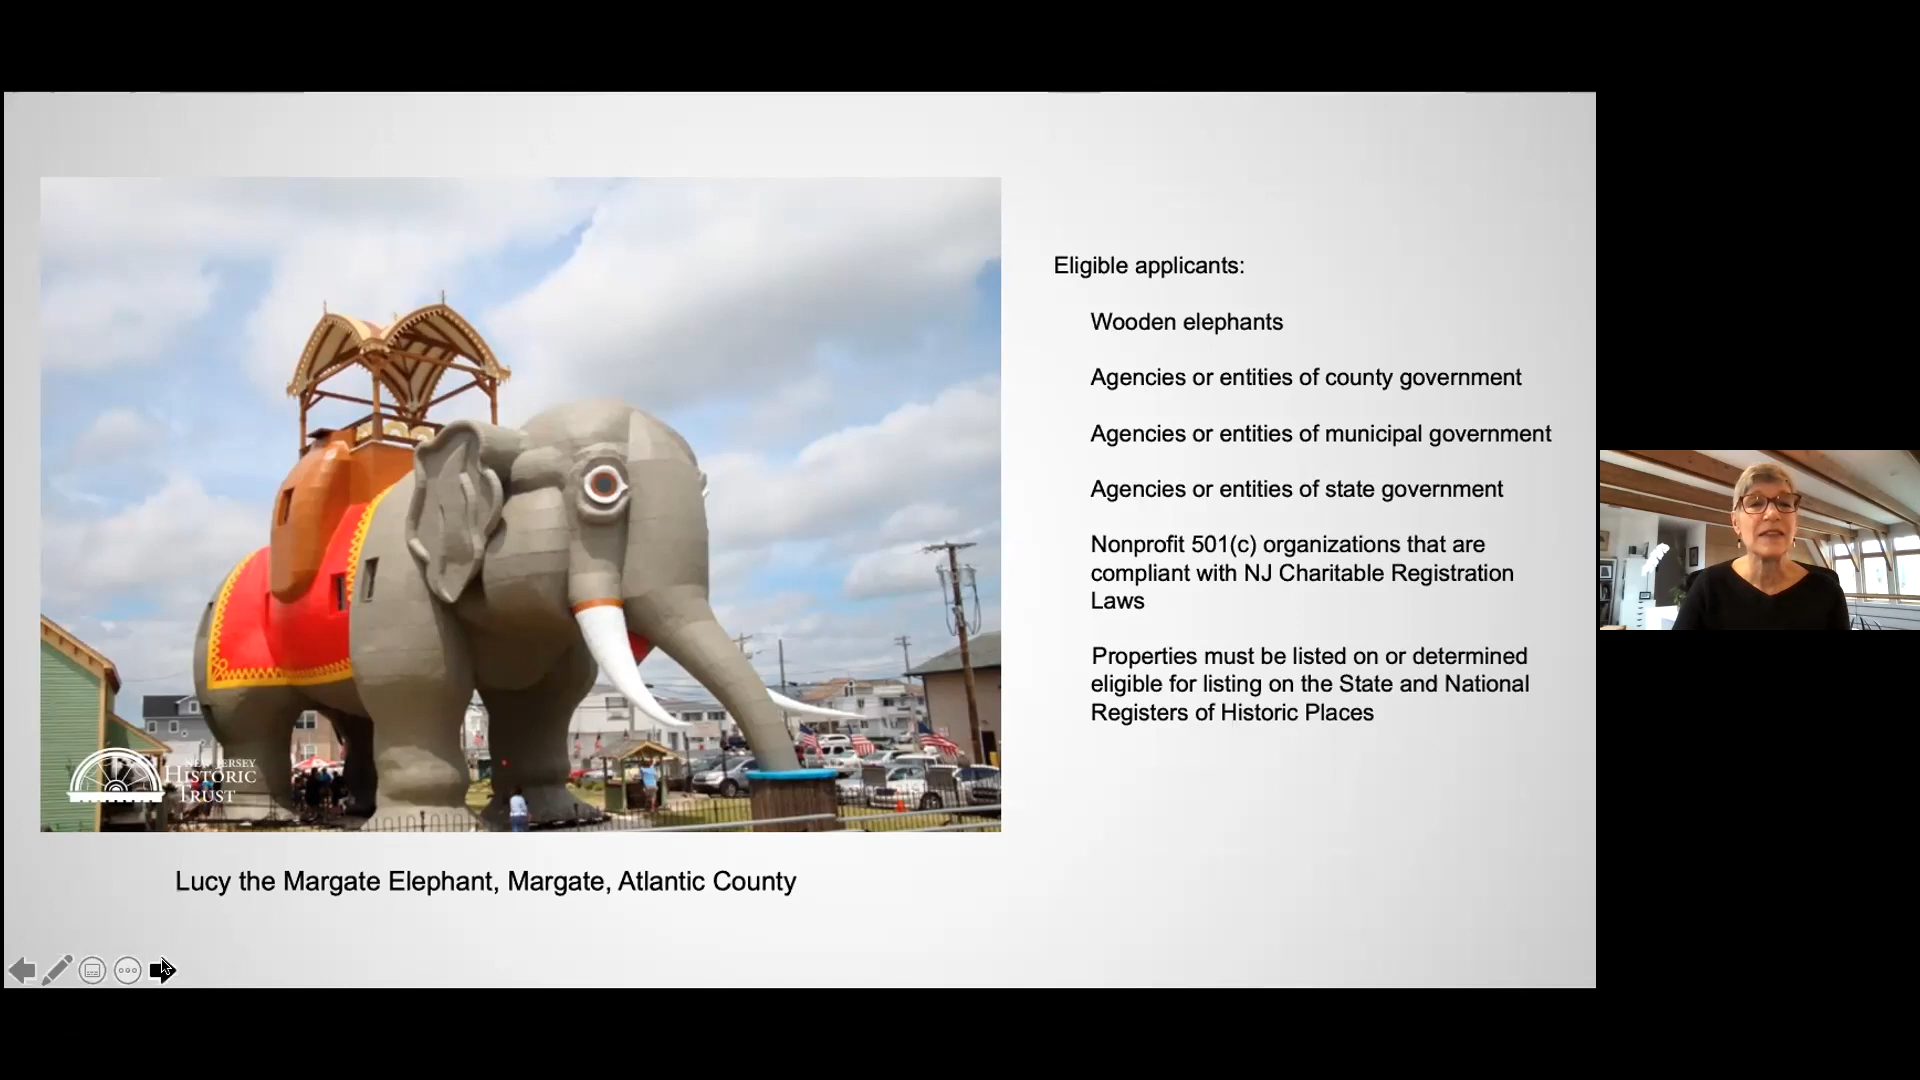 Eligible applicants:
Wooden elephants
Agencies or entities of county government
Agencies or entities of municipal government
Agencies or entities of state government
Nonprofit 501(c) organizations that are
compliant with NJ Charitable Registration
Laws
Properties must be listed on or determined
eligible for listing on the State and National
Registers of Historic Places
NEW JERSEY
HISTORIC
TRUST
Lucy the Margate Elephant, Margate, Atlantic County